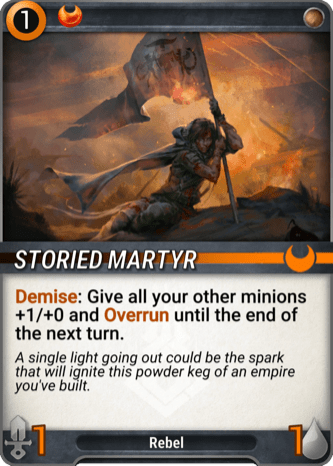 1
STORIED MARTYR
Demise: Give all your other minions
+1/+0 and Overrun until the end of
the next turn.
A single light going out could be the spark
that will ignite this powder keg of an empire
you've built.
1
Rebel
1